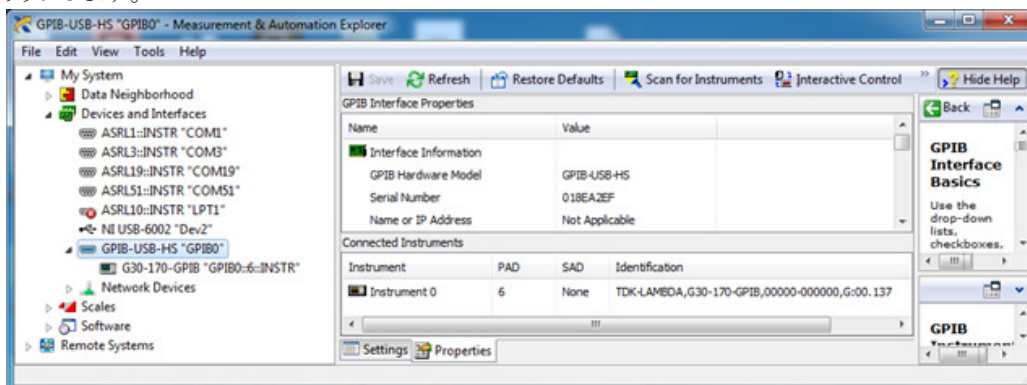 GPIB-USB-HS "GPIB0" - Measurement & Automation Explorer
File Edit View Tools Help
My System
Data Neighborhood
Devices and Interfaces
ASRL1::INSTR "COM1"
ASRL3::INSTR "COM3"
ASRL19::INSTR "COM19"
ASRL51::INSTR "COM51"
ASRL10::INSTR "LPT1"
NI USB-6002 "Dev2"
GPIB-USB-HS "GPIB0"
G30-170-GPIB "GPIB0::6::INSTR"
Network Devices
Scales
Software
Remote Systems
Save Refresh Restore Defaults Scan for Instruments Interactive Control » Hide Help
GPIB Interface Properties
Name Value
Interface Information
GPIB Hardware Model GPIB-USB-HS
Serial Number 018EA2EF
Name or IP Address Not Applicable
Connected Instruments
Instrument PAD SAD Identification
Instrument 0 6 None TDK-LAMBDA,G30-170-GPIB,00000-000000,G:00.137
Settings Properties
Back
GPIB
Interface
Basics
Use the
drop-down
lists,
checkboxes,
GPIB